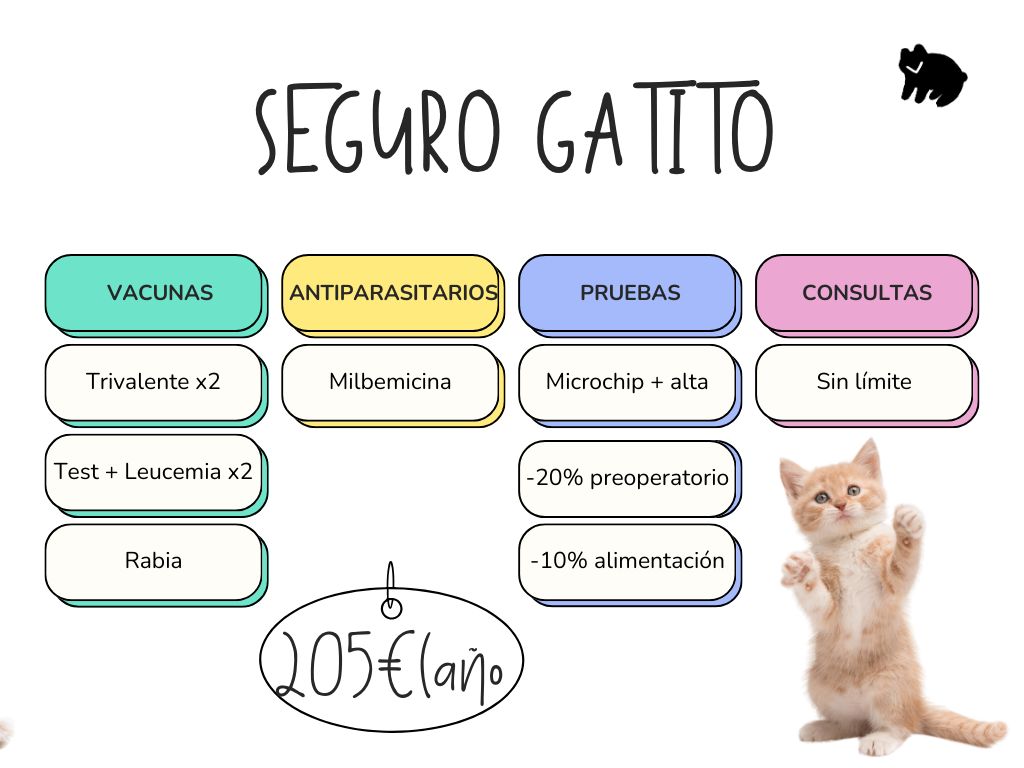 SEGURO GATITO
VACUNAS
Trivalente x2
Test + Leucemia x2
Rabia
ANTIPARASITARIOS
Milbemicina
PRUEBAS
Microchip + alta
-20% preoperatorio
-10% alimentación
CONSULTAS
Sin límite
205€/año